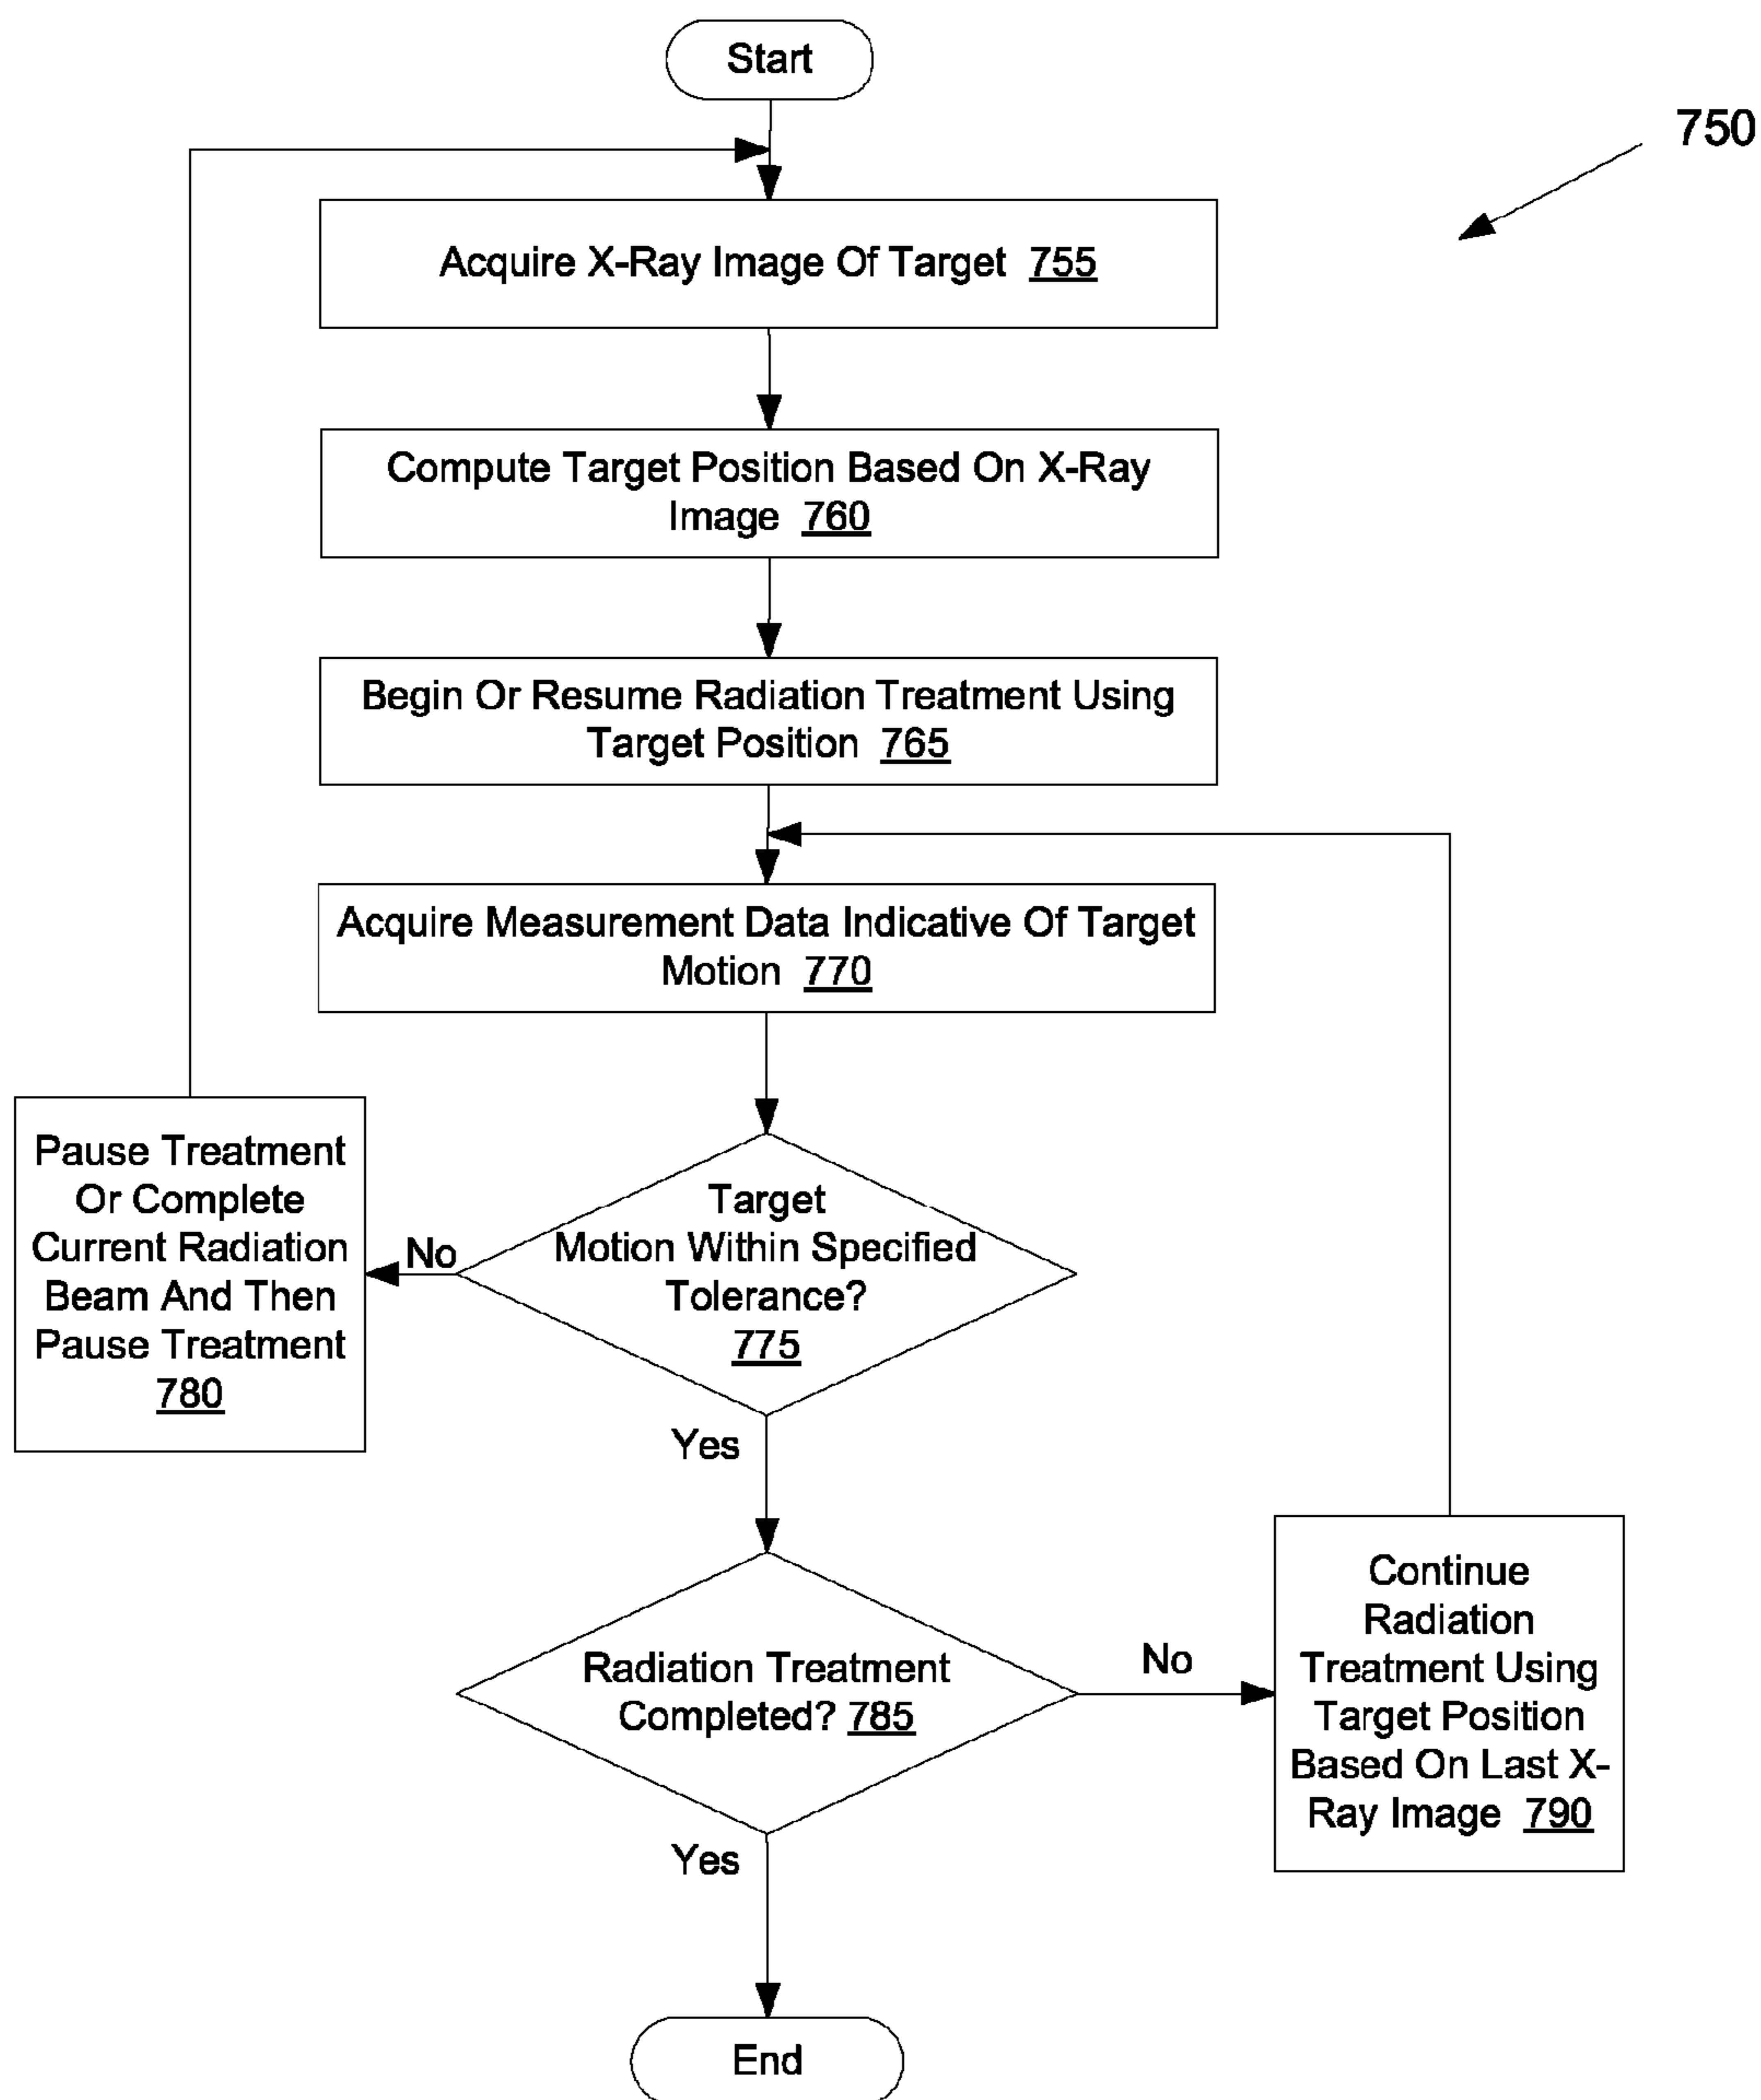 Start
750
Acquire X-Ray Image Of Target 755
Compute Target Position Based On X-Ray
Image 760
Begin Or Resume Radiation Treatment Using
Target Position 765
Acquire Measurement Data Indicative Of Target
Motion 770
Pause Treatment
Or Complete
Current Radiation
Beam And Then
Pause Treatment
780
No
Target
Motion Within Specified
Tolerance?
775
Yes
Radiation Treatment
Completed? 785
No
Continue
Radiation
Treatment Using
Target Position
Based On Last X-
Ray Image 790
Yes
End